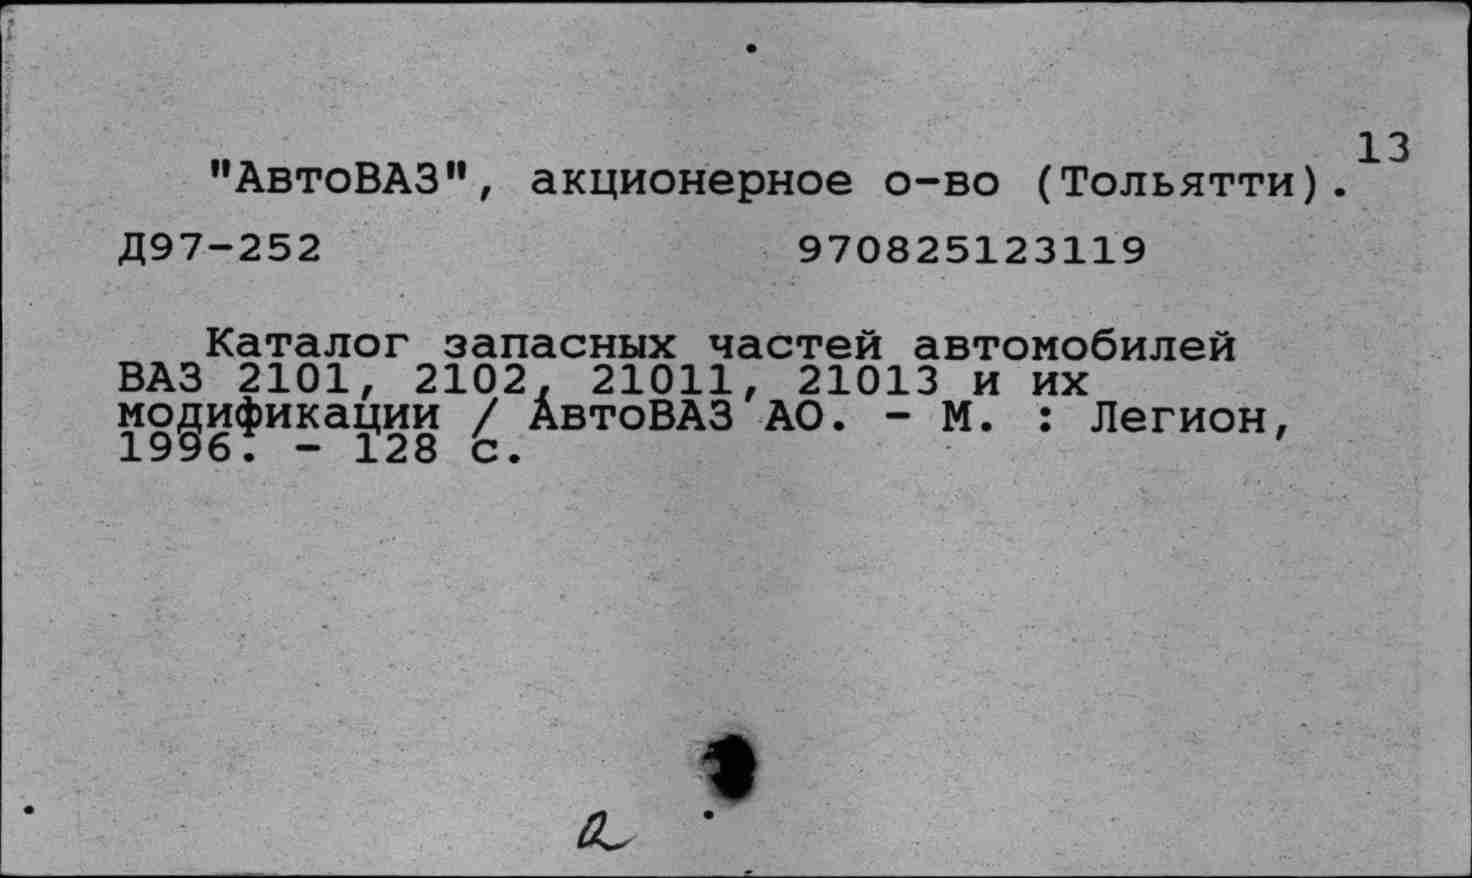 13
"АвтоВАЗ", акционерное о-во (Тольятти).
Д97-252 970825123119
Каталог запасных частей автомобилей
ВАЗ 2101, 2102, 21011, 21013 и их
модификации / АвтоВАЗ АО. - М. : Легион,
1996. - 128 с.